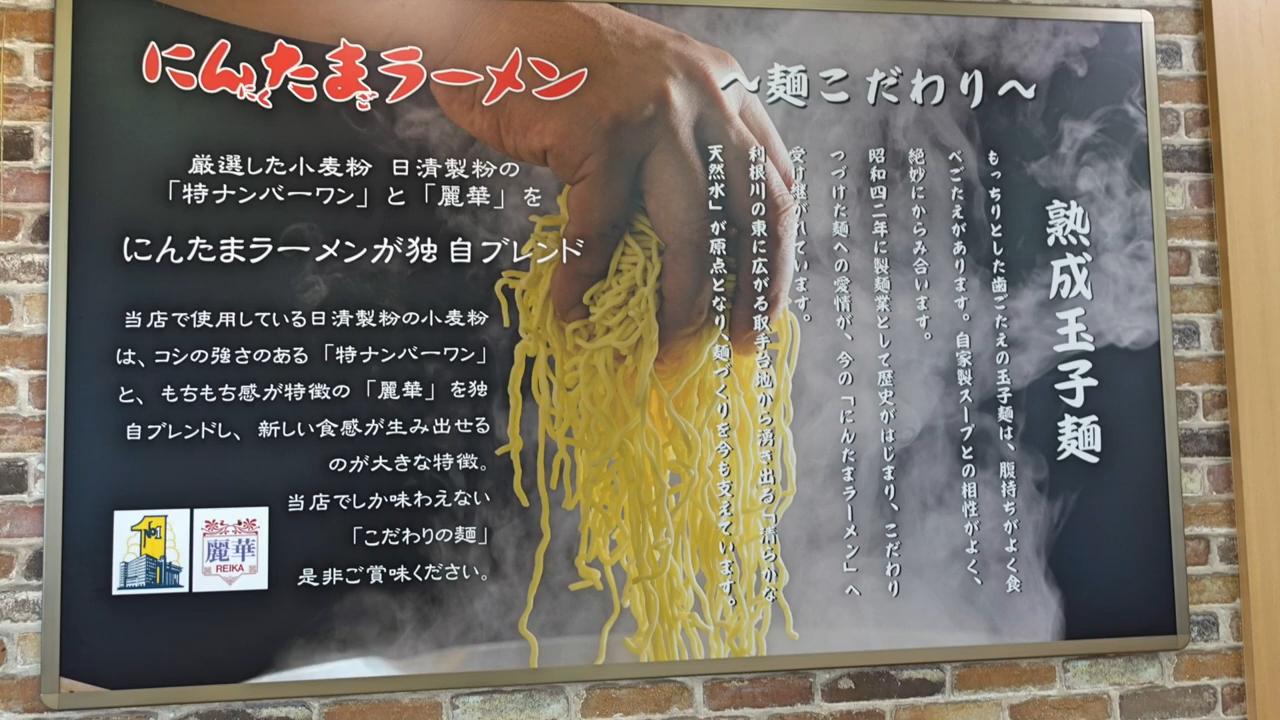 にんにくたまごラーメン
厳選した小麦粉 日清製粉の
「特ナンバーワン」と「麗華」を
にんたまラーメンが独自ブレンド
当店で使用している日清製粉の小麦粉
は、コシの強さのある「特ナンバーワン」
と、もちもち感が特徴の「麗華」を独
自ブレンドし、新しい食感が生み出せる
のが大きな特徴。
当店でしか味わえない
「こだわりの麺」
是非ご賞味ください。
No1
麗華
REIKA
〜麺こだわり〜
熟成玉子麺
もっちりとした歯ごたえの玉子麺は、腹持ちがよく食
べごたえがあります。自家製スープとの相性がよく、
絶妙にからみ合います。
昭和四二年に製麺業として歴史がはじまり、こだわり
つづけた麺への愛情が、今の「にんたまラーメン」へ
受け継がれています。
利根川の東に広がる取手台地から湧き出る「清らかな
天然水」が原点となり、麺づくりを今も支えています。